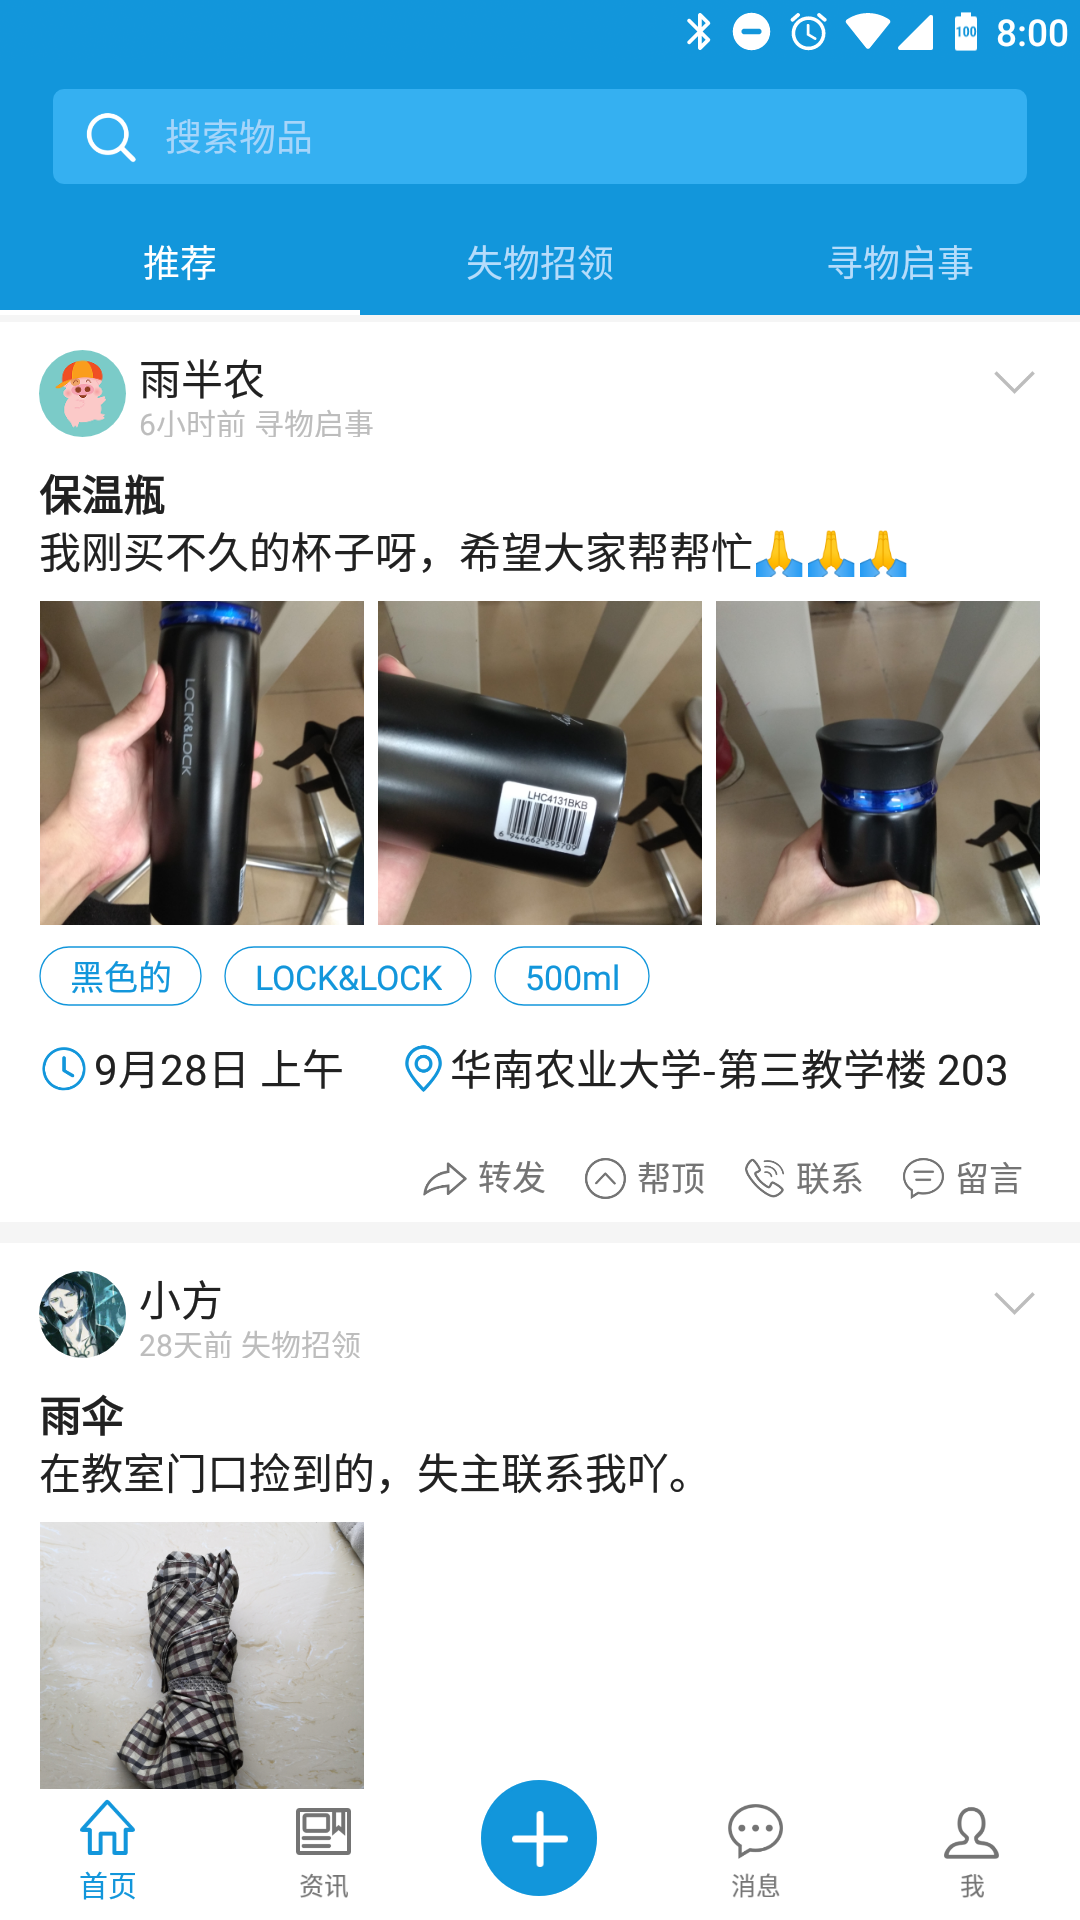 100 8:00
搜索物品
推荐 失物招领 寻物启事
雨半农
6小时前 寻物启事
保温瓶
我刚买不久的杯子呀，希望大家帮帮忙🙏🙏🙏
LOCK&LOCK
LHC4131BKB
6 944662 595709
黑色的 LOCK&LOCK 500ml
9月28日 上午 华南农业大学-第三教学楼 203
转发 帮顶 联系 留言
小方
28天前 失物招领
雨伞
在教室门口捡到的，失主联系我吖。
首页 资讯 消息 我